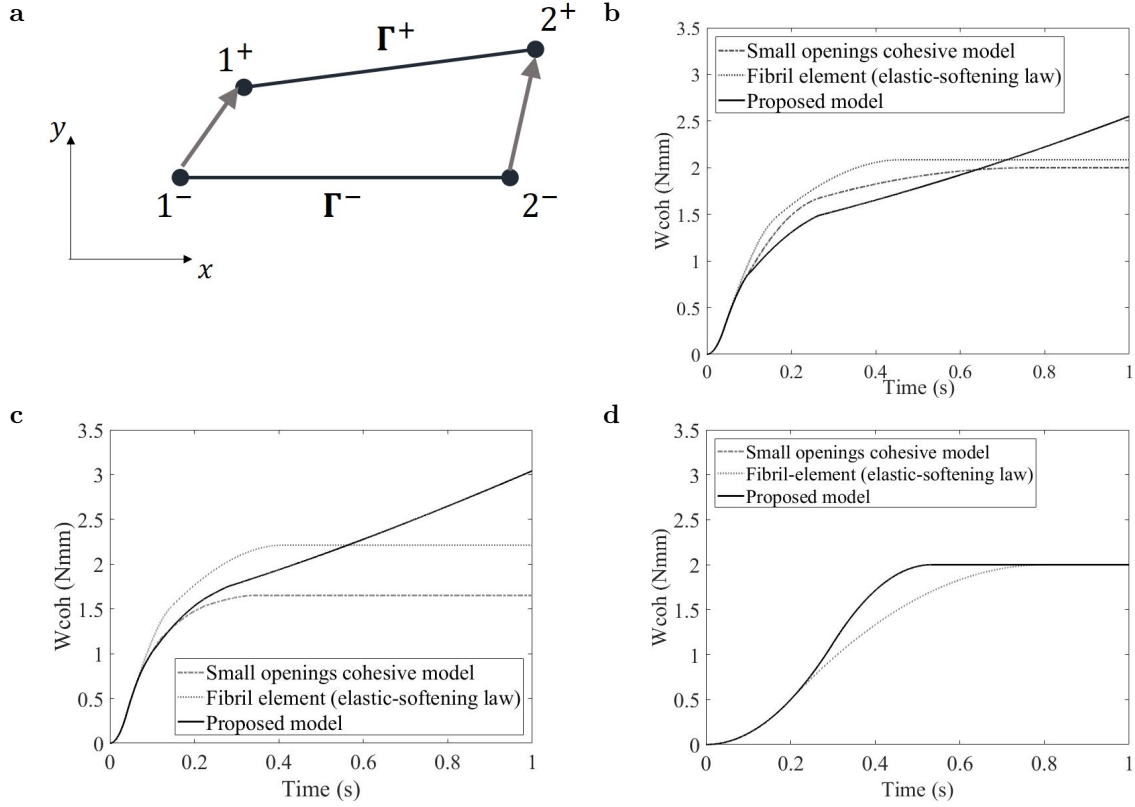 a
Γ⁺
2⁺
1⁺
y
1⁻
Γ⁻
2⁻
x
b
3.5
3
2.5
2
1.5
1
0.5
0
Wcoh (Nmm)
Small openings cohesive model
Fibril element (elastic-softening law)
Proposed model
0 0.2 0.4 0.6 0.8 1
Time (s)
c
3.5
3
2.5
2
1.5
1
0.5
0
Wcoh (Nmm)
Small openings cohesive model
Fibril element (elastic-softening law)
Proposed model
0 0.2 0.4 0.6 0.8 1
Time (s)
d
3.5
3
2.5
2
1.5
1
0.5
0
Wcoh (Nmm)
Small openings cohesive model
Fibril-element (elastic-softening law)
Proposed model
0 0.2 0.4 0.6 0.8 1
Time (s)